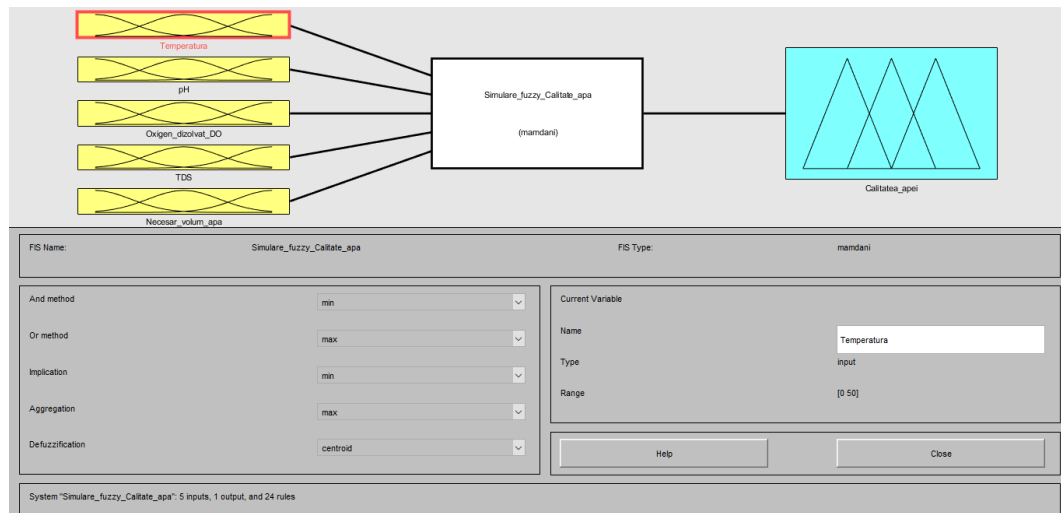 Temperatura
pH
Oxigen_dizolvat_DO
TDS
Necesar_volum_apa
Simulare_fuzzy_Calitate_apa
(mamdani)
Calitatea_apei
FIS Name: Simulare_fuzzy_Calitate_apa FIS Type: mamdani
And method min
Or method max
Implication min
Aggregation max
Defuzzification centroid
Current Variable
Name Temperatura
Type input
Range [0 50]
Help Close
System "Simulare_fuzzy_Calitate_apa": 5 inputs, 1 output, and 24 rules